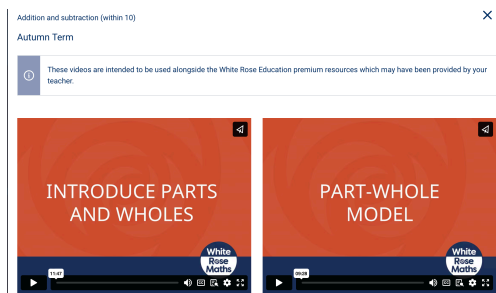 Addition and subtraction (within 10)
Autumn Term
These videos are intended to be used alongside the White Rose Education premium resources which may have been provided by your
teacher.
INTRODUCE PARTS
AND WHOLES
White
Rose
Maths
11:47
PART-WHOLE
MODEL
White
Rose
Maths
09:28